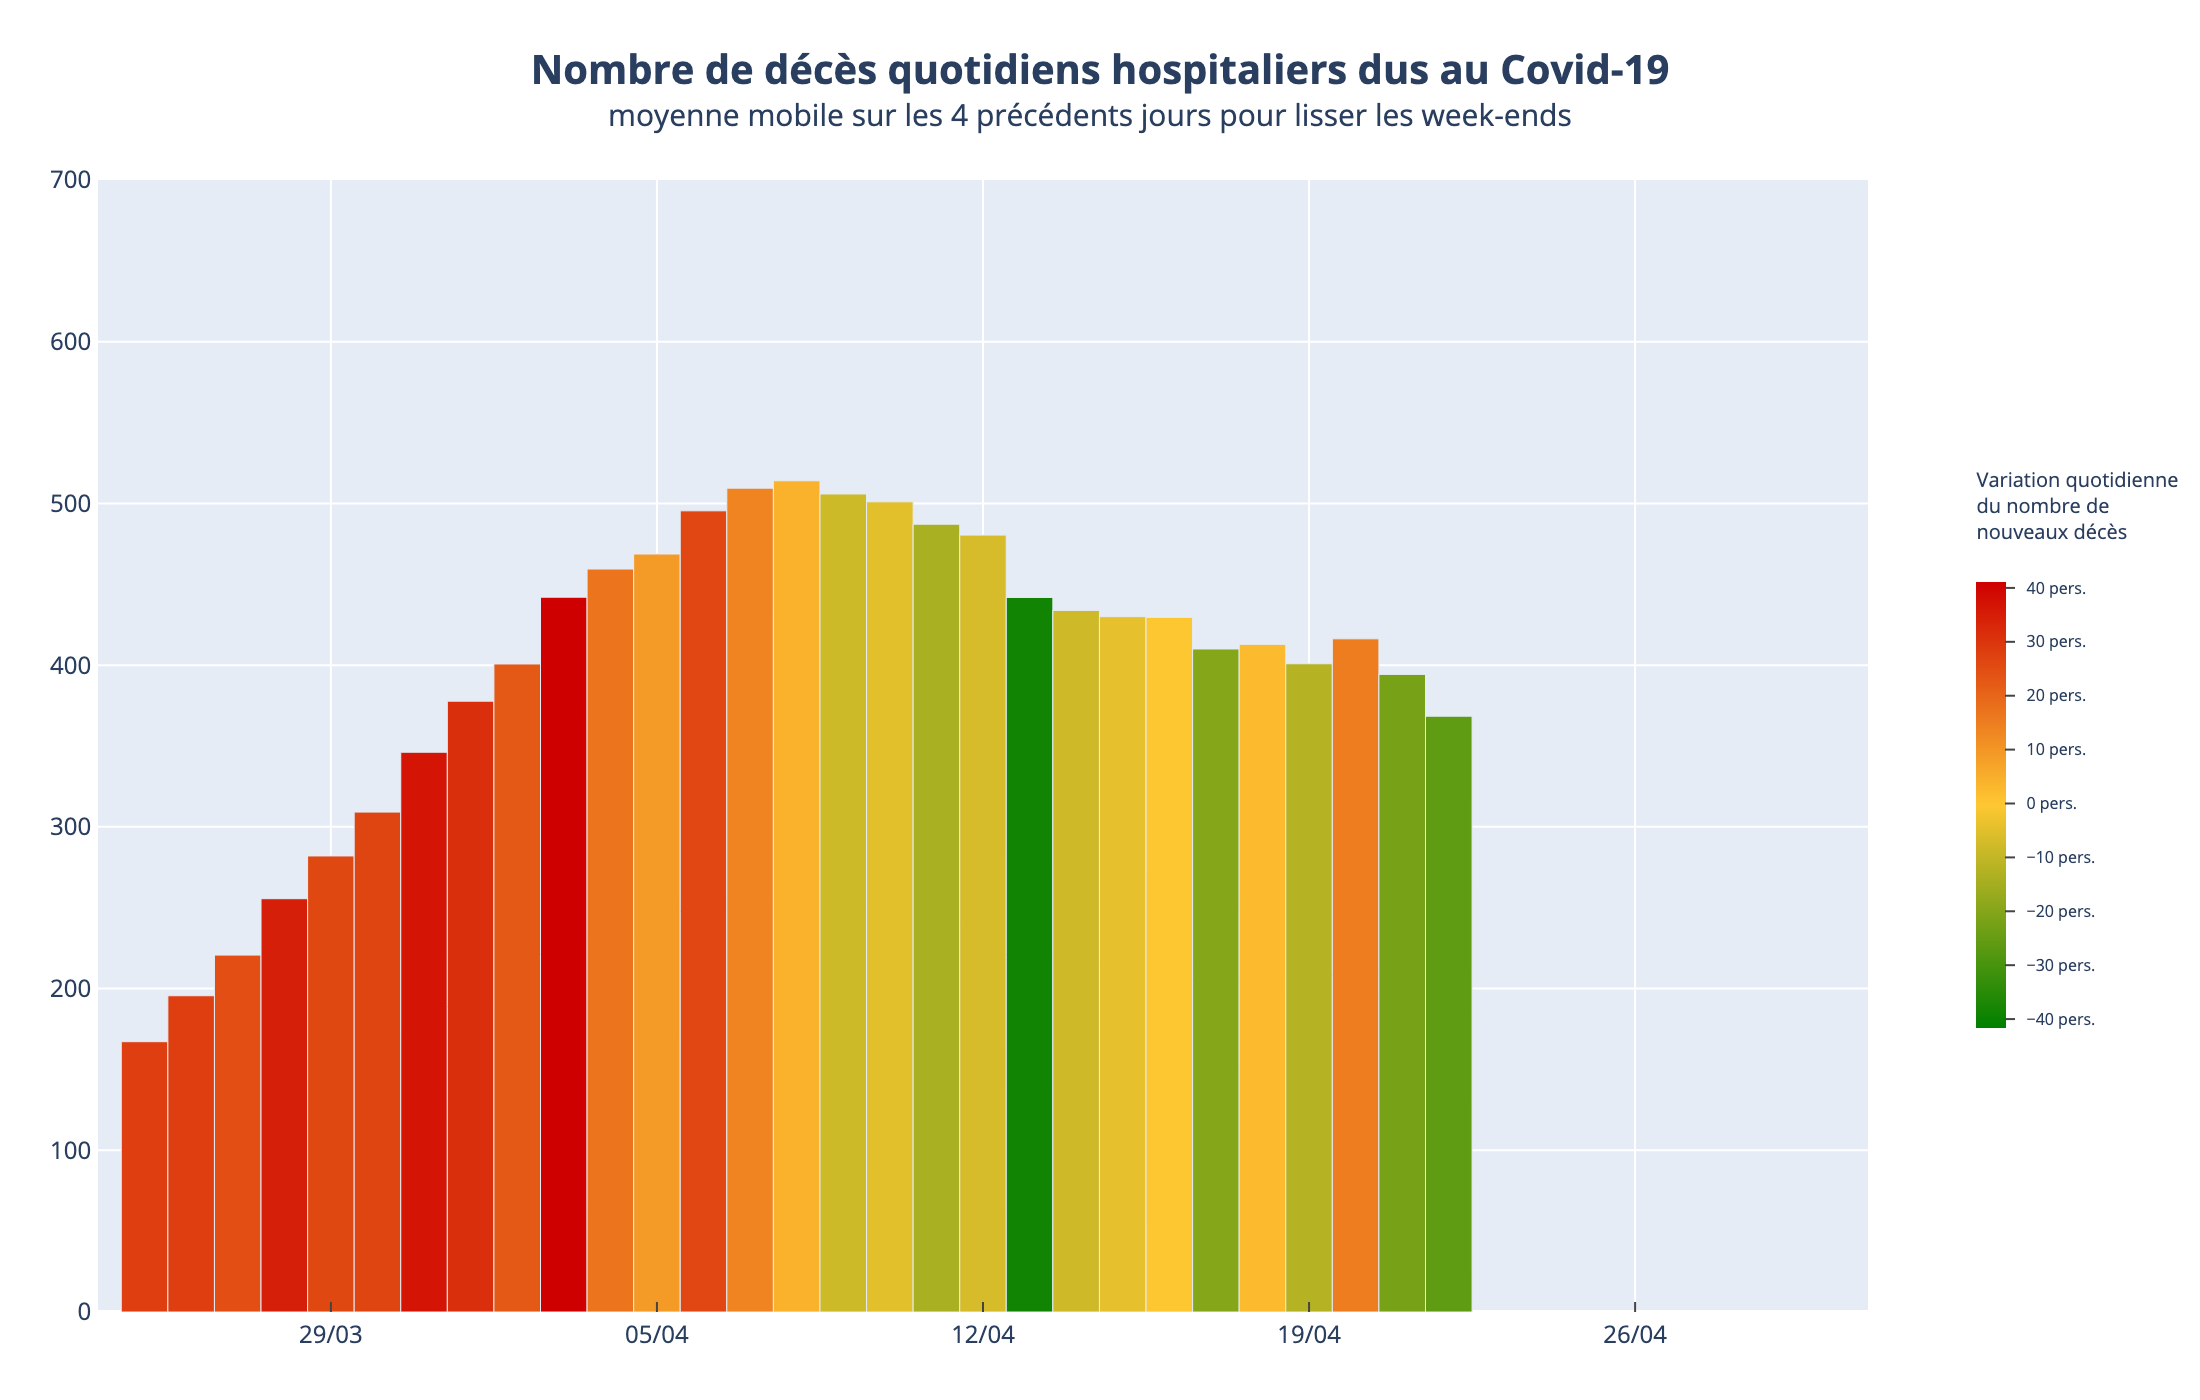 Nombre de décès quotidiens hospitaliers dus au Covid-19
moyenne mobile sur les 4 précédents jours pour lisser les week-ends
700
600
500
400
300
200
100
0
29/03
05/04
12/04
19/04
26/04
Variation quotidienne
du nombre de
nouveaux décès
40 pers.
30 pers.
20 pers.
10 pers.
0 pers.
−10 pers.
−20 pers.
−30 pers.
−40 pers.